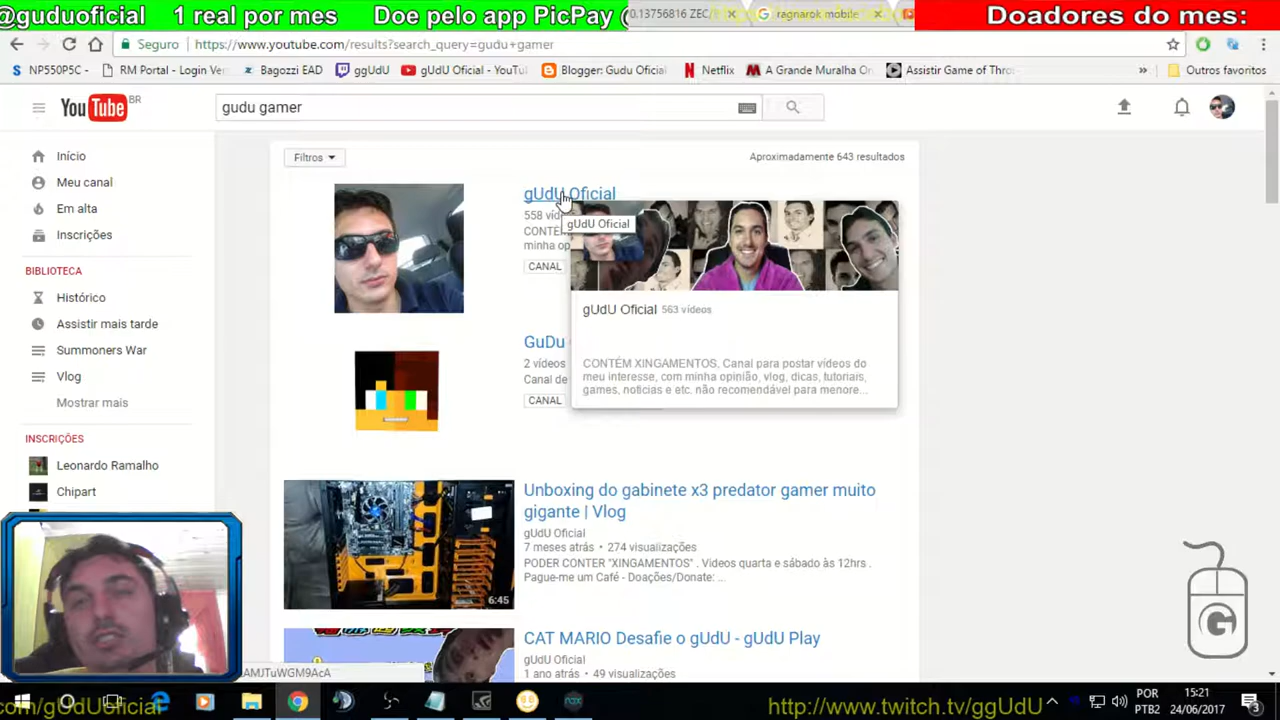 @guduoficial 1 real por mes Doe pelo app PicPay @
0.13756816 ZEC/
ragnarok mobile
Doadores do mes:
Seguro
https://www.youtube.com/results?search_query=gudu+gamer
NP550P5C -
RM Portal - Login Ver
Bagozzi EAD
ggUdU
gUdU Oficial - YouTu
Blogger: Gudu Oficial
Netflix
A Grande Muralha On
Assistir Game of Thro
Outros favoritos
YouTube BR
gudu gamer
Início
Meu canal
Em alta
Inscrições
BIBLIOTECA
Histórico
Assistir mais tarde
Summoners War
Vlog
Mostrar mais
INSCRIÇÕES
Leonardo Ramalho
Chipart
Filtros
Aproximadamente 643 resultados
gUdU Oficial
558 víd
CONTÉ
minha op
CANAL
gUdU Oficial
gUdU Oficial 563 vídeos
CONTÉM XINGAMENTOS, Canal para postar vídeos do
meu interesse, com minha opinião, vlog, dicas, tutoriais,
games, noticias e etc. não recomendável para menore...
GuDu
2 vídeos
Canal de
CANAL
6:45
Unboxing do gabinete x3 predator gamer muito
gigante | Vlog
gUdU Oficial
7 meses atrás • 274 visualizações
PODER CONTER "XINGAMENTOS" . Videos quarta e sábado às 12hrs .
Pague-me um Café - Doações/Donate: ...
CAT MARIO Desafie o gUdU - gUdU Play
gUdU Oficial
1 ano atrás • 49 visualizações
AMJTuWGM9AcA
G
com/gUdUoficial
http://www.twitch.tv/ggUdU
POR
PTB2
15:21
24/06/2017
3